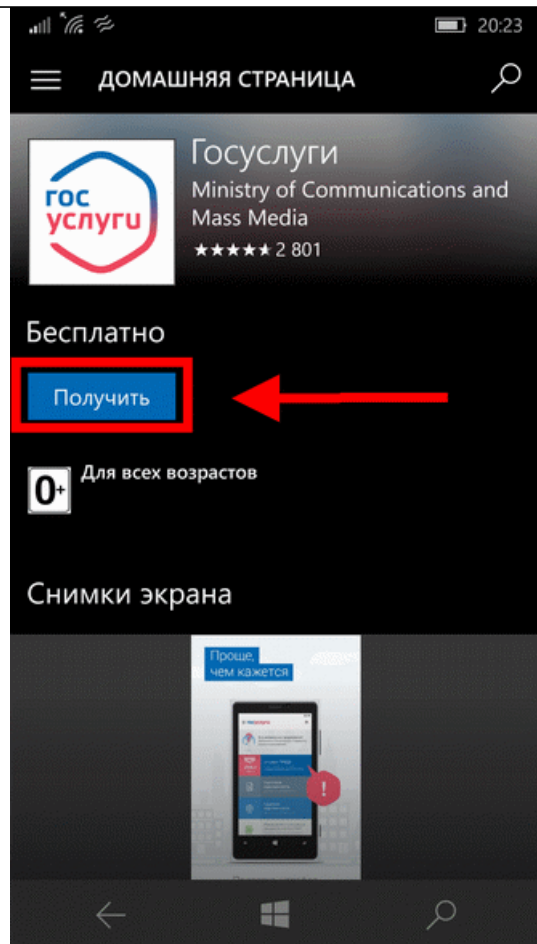 20:23
ДОМАШНЯЯ СТРАНИЦА
гос
услуги
Госуслуги
Ministry of Communications and
Mass Media
2 801
Бесплатно
Получить
0+
Для всех возрастов
Снимки экрана
Проще,
чем кажется
!